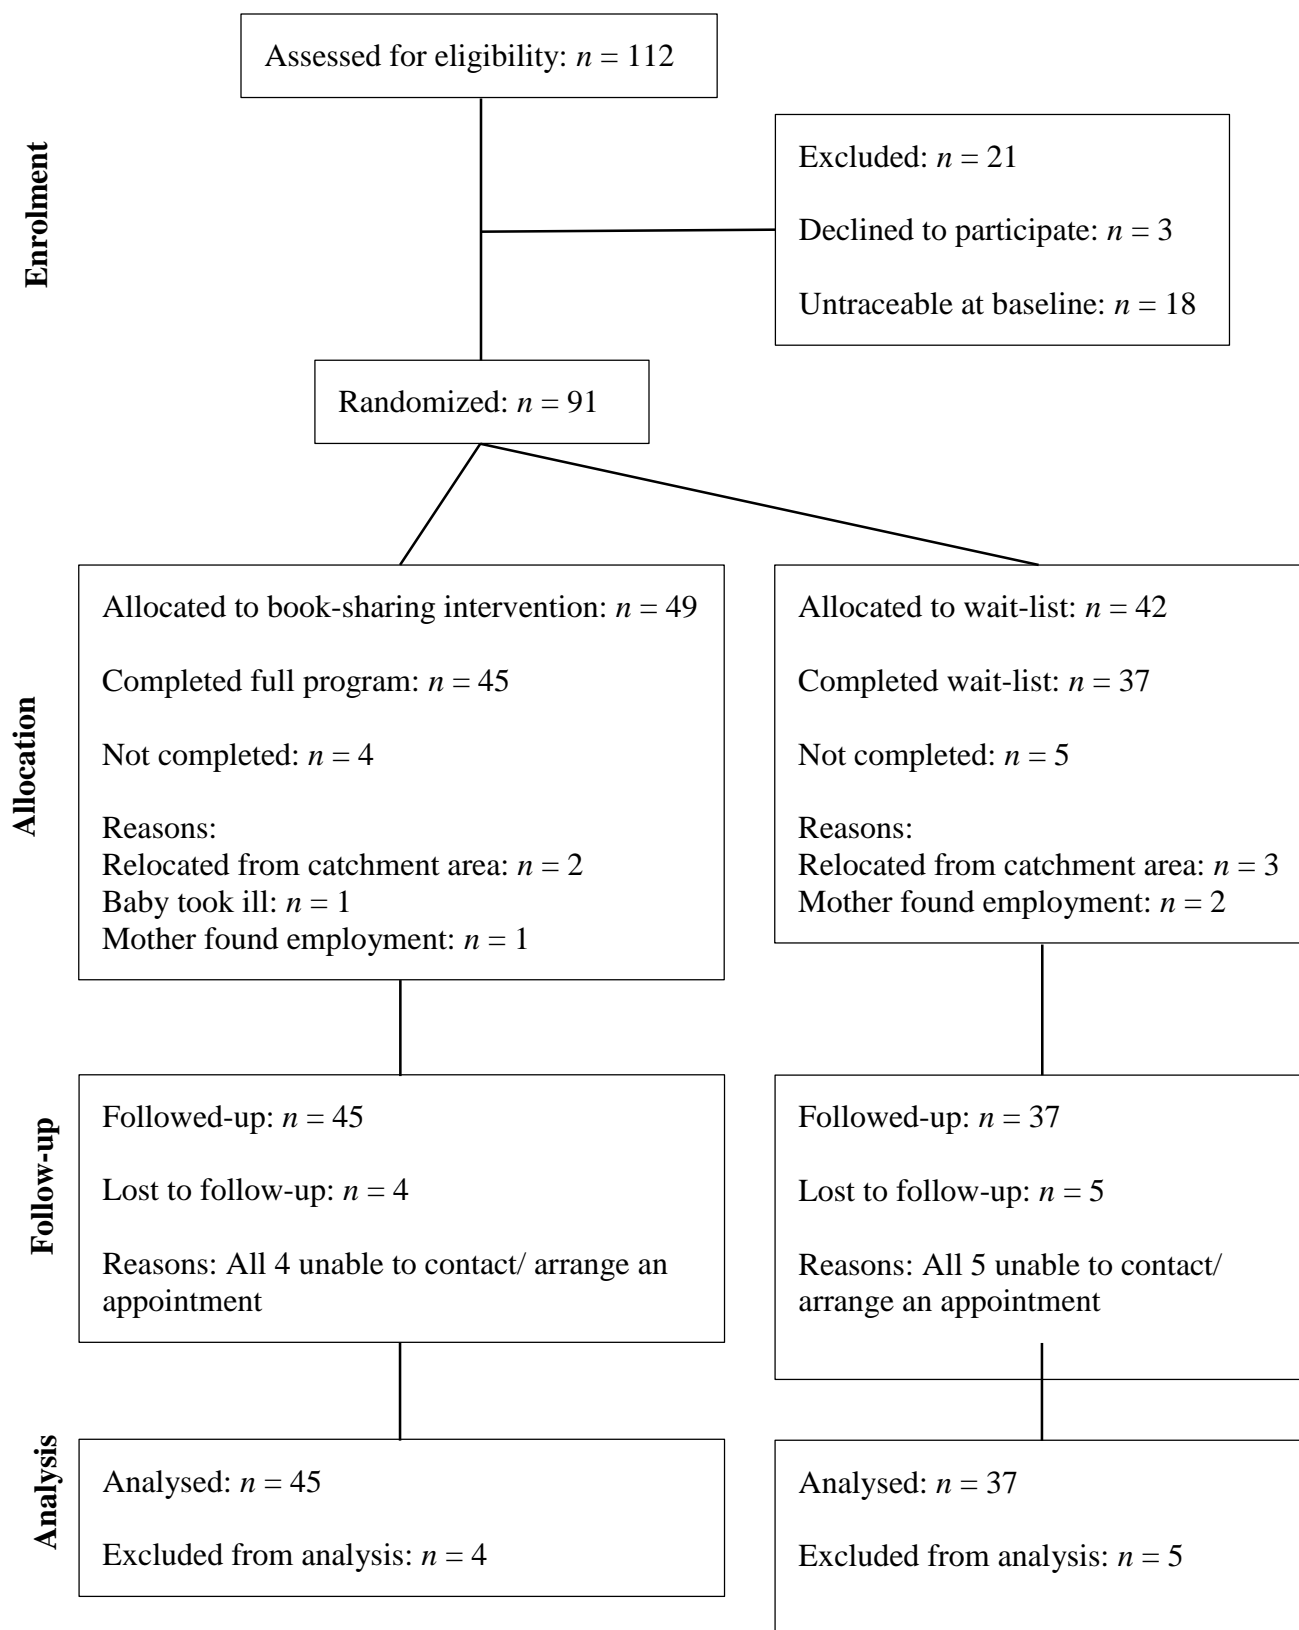 Assessed for eligibility: n = 112
Enrolment
Excluded: n = 21
Declined to participate: n = 3
Untraceable at baseline: n = 18
Randomized: n = 91
Allocation
Allocated to book-sharing intervention: n = 49
Completed full program: n = 45
Not completed: n = 4
Reasons:
Relocated from catchment area: n = 2
Baby took ill: n = 1
Mother found employment: n = 1
Allocated to wait-list: n = 42
Completed wait-list: n = 37
Not completed: n = 5
Reasons:
Relocated from catchment area: n = 3
Mother found employment: n = 2
Follow-up
Followed-up: n = 45
Lost to follow-up: n = 4
Reasons: All 4 unable to contact/ arrange an
appointment
Followed-up: n = 37
Lost to follow-up: n = 5
Reasons: All 5 unable to contact/
arrange an appointment
Analysis
Analysed: n = 45
Excluded from analysis: n = 4
Analysed: n = 37
Excluded from analysis: n = 5